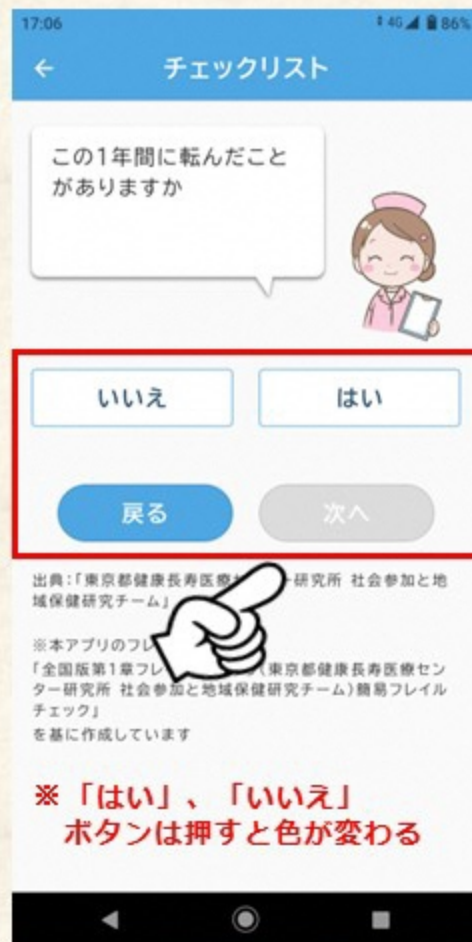 17:06
4G 86%
チェックリスト
この1年間に転んだこと
がありますか
いいえ
はい
戻る
次へ
出典:「東京都健康長寿医療 研究所 社会参加と地
域保健研究チーム」
※本アプリのフレ
「全国版第1章フレ (東京都健康長寿医療セン
ター研究所 社会参加と地域保健研究チーム)簡易フレイル
チェック」
を基に作成しています
※「はい」、「いいえ」
ボタンは押すと色が変わる